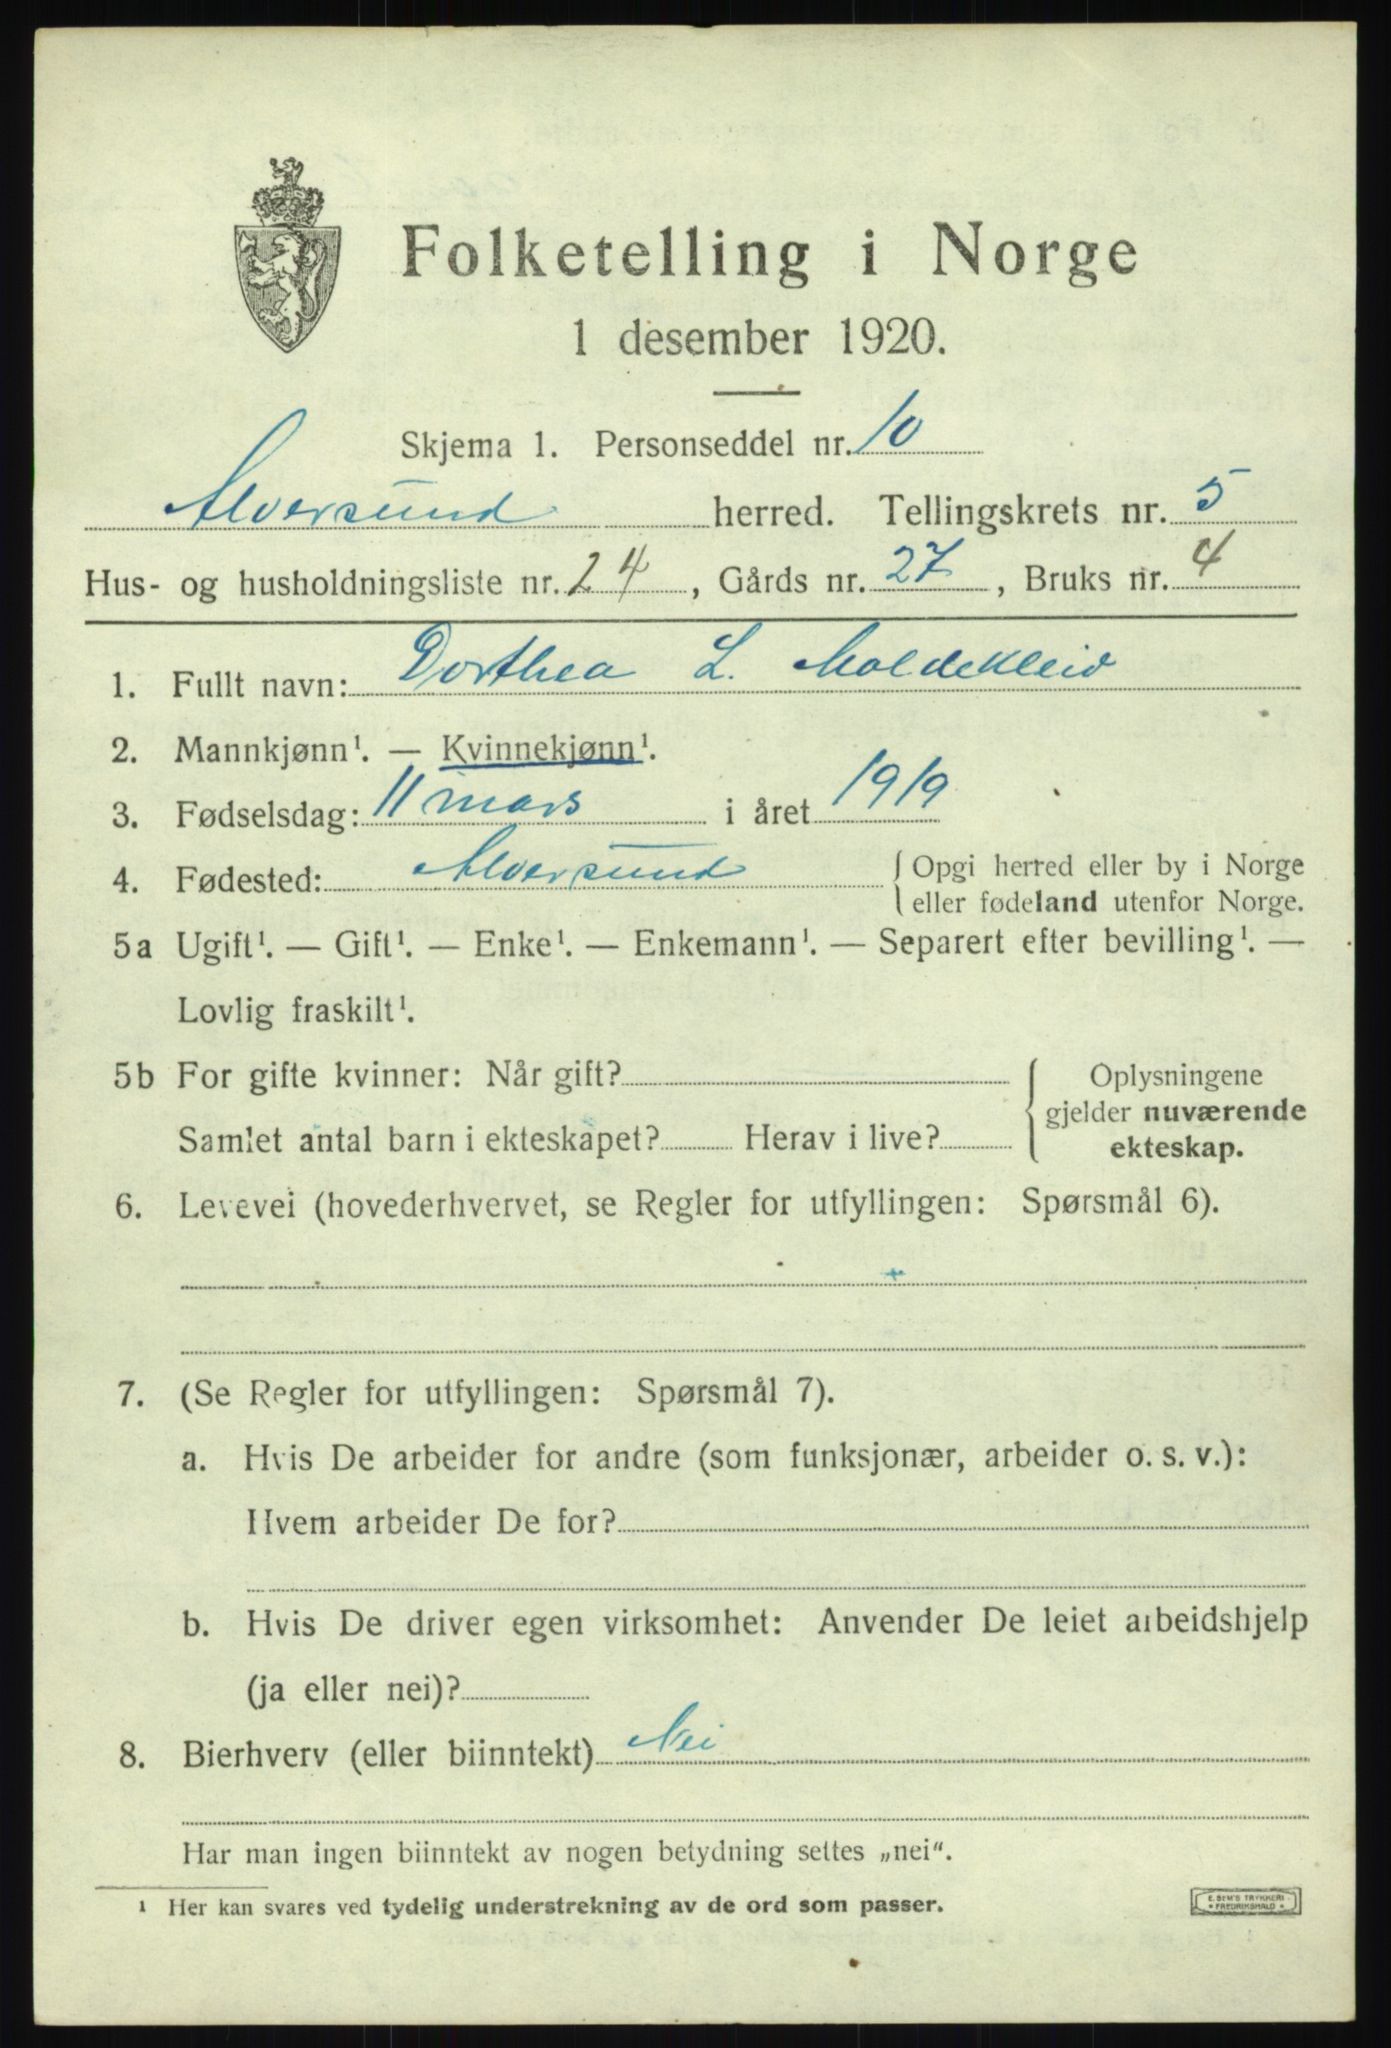 Folketelling i Norge
1 desember 1920.
Skjema 1. Personseddel nr. 10
Alversund herred. Tellingskrets nr. 5
Hus- og husholdningsliste nr. 24, Gårds nr. 27, Bruks nr. 4
1. Fullt navn: Dorthea L. Moldekleiv
2. Mannkjønn¹. — Kvinnekjønn¹.
3. Fødselsdag: 11 mars i året 1919
4. Fødested: Alversund { Opgi herred eller by i Norge
eller fødeland utenfor Norge.
5a Ugift¹. — Gift¹. — Enke¹. — Enkemann¹. — Separert efter bevilling¹. —
Lovlig fraskilt¹.
5b For gifte kvinner: Når gift? { Oplysningene
gjelder nuværende
Samlet antal barn i ekteskapet? Herav i live? ekteskap.
6. Levevei (hovederhvervet, se Regler for utfyllingen: Spørsmål 6).
7. (Se Regler for utfyllingen: Spørsmål 7).
a. Hvis De arbeider for andre (som funksjonær, arbeider o. s. v.):
Hvem arbeider De for?
b. Hvis De driver egen virksomhet: Anvender De leiet arbeidshjelp
(ja eller nei)?
8. Bierhverv (eller biinntekt) Nei
Har man ingen biinntekt av nogen betydning settes „nei“.
¹ Her kan svares ved tydelig understrekning av de ord som passer.
E. SEM'S TRYKKERI
* FREDRIKSHALD *